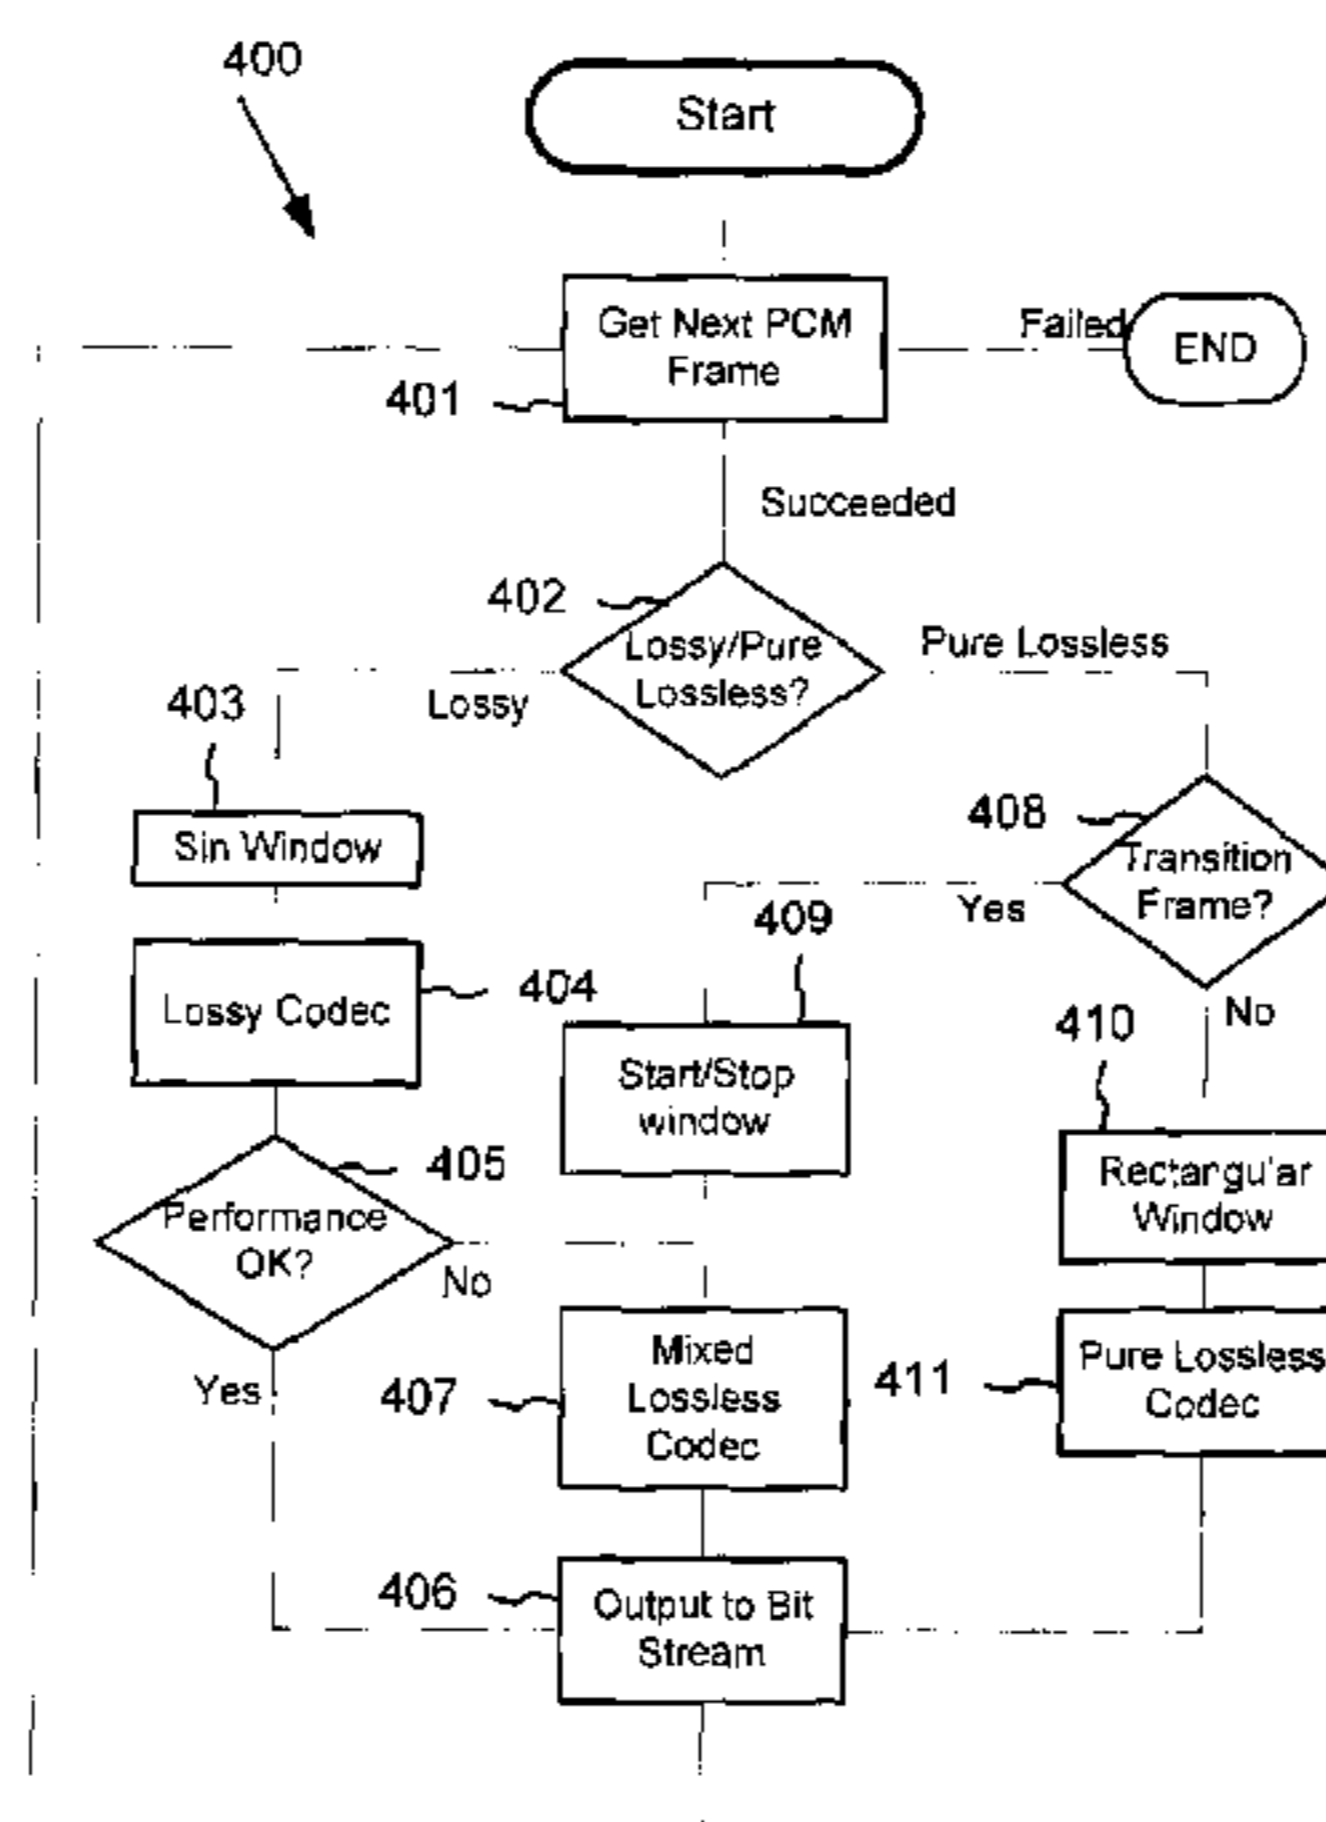 400
Start
Get Next PCM
Frame
Failed
END
401
Succeeded
402
Lossy/Pure
Lossless?
Pure Lossless
Lossy
403
Sin Window
408
Transition
Frame?
Yes
409
404
Lossy Codec
No
410
Start/Stop
window
405
Performance
OK?
No
Rectangular
Window
Mixed
Lossless
Codec
407
411
Pure Lossless
Codec
Yes
406
Output to Bit
Stream